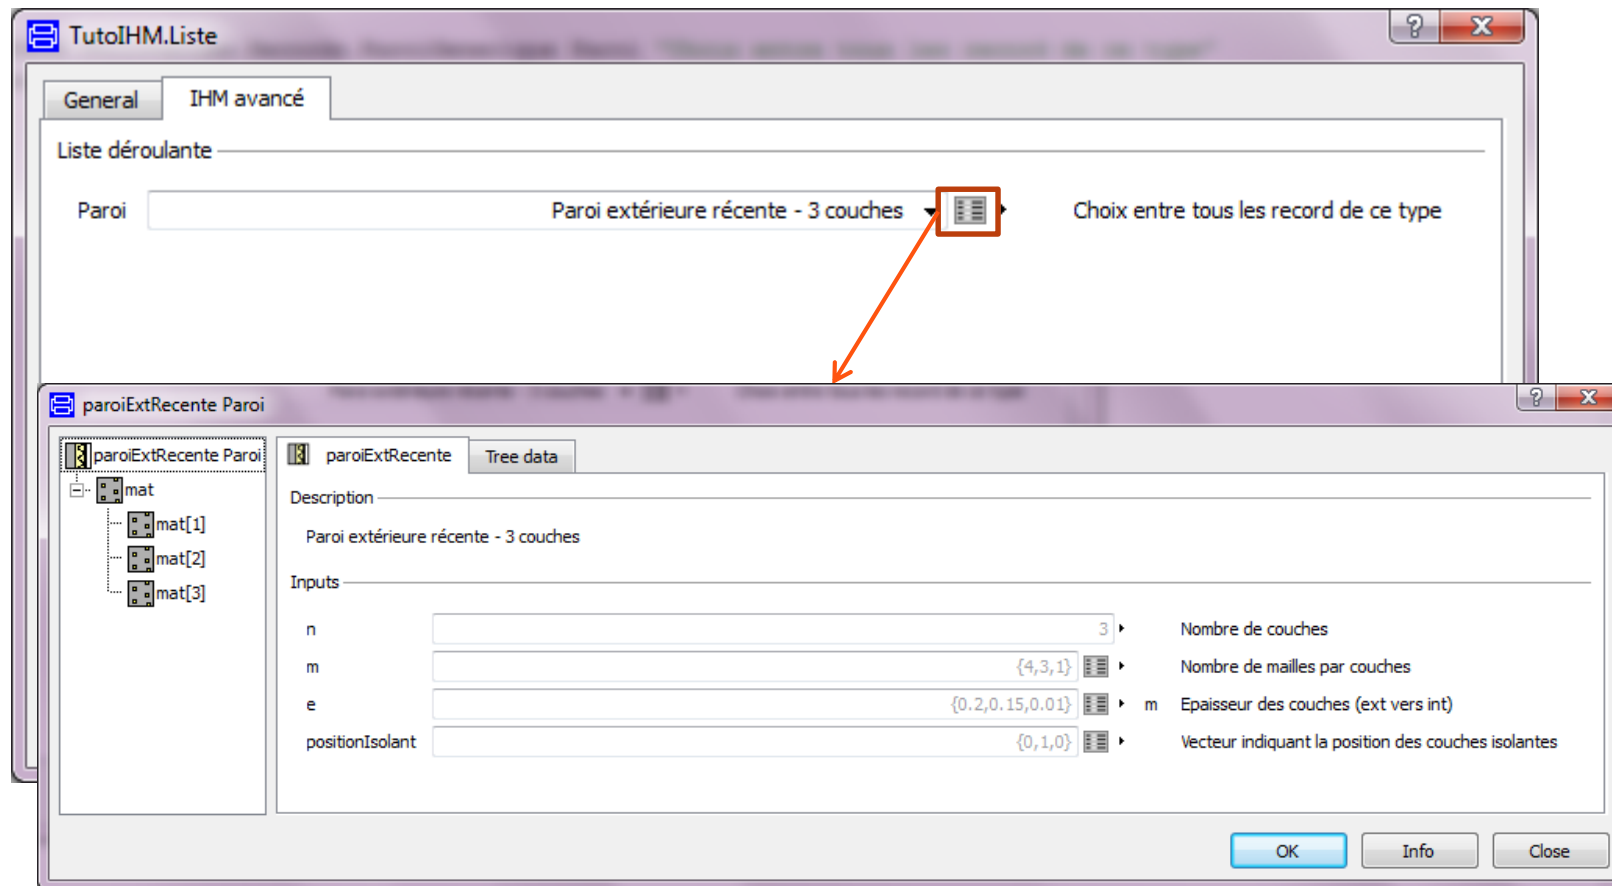 TutoIHM.Liste
General
IHM avancé
Liste déroulante
Paroi
Paroi extérieure récente - 3 couches
Choix entre tous les record de ce type
paroiExtRecente Paroi
paroiExtRecente Paroi
mat
mat[1]
mat[2]
mat[3]
paroiExtRecente
Tree data
Description
Paroi extérieure récente - 3 couches
Inputs
n 3 Nombre de couches
m {4,3,1} Nombre de mailles par couches
e {0.2,0.15,0.01} m Epaisseur des couches (ext vers int)
positionIsolant {0,1,0} Vecteur indiquant la position des couches isolantes
OK Info Close